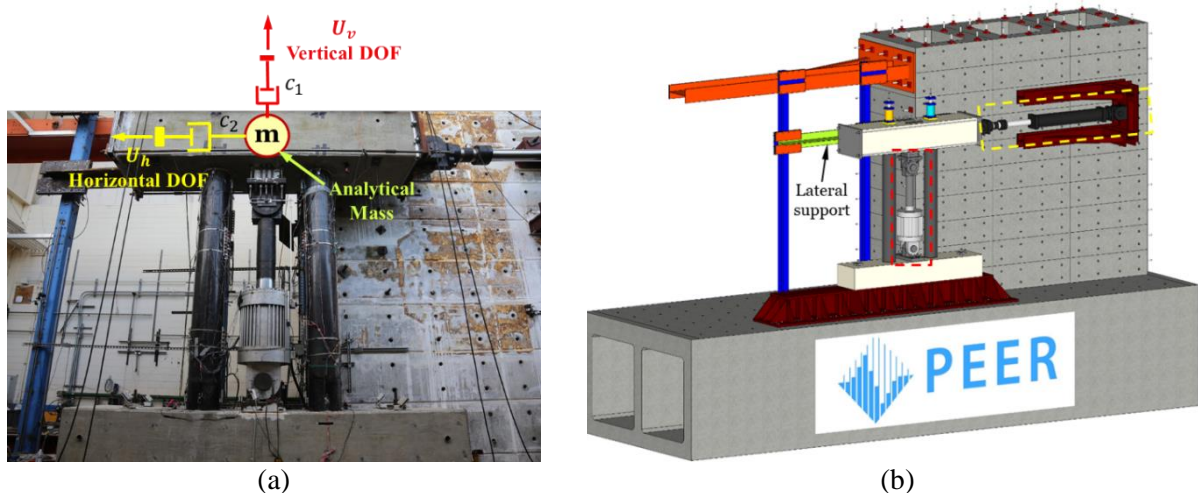 U_v
Vertical DOF
c_1
c_2
m
U_h
Horizontal DOF
Analytical
Mass
Lateral
support
PEER
(a)
(b)